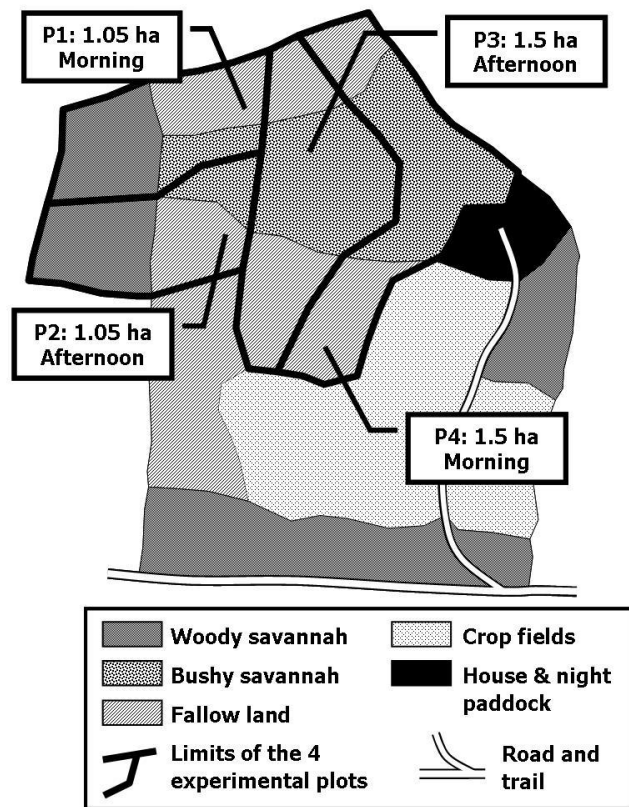 P1: 1.05 ha
Morning
P3: 1.5 ha
Afternoon
P2: 1.05 ha
Afternoon
P4: 1.5 ha
Morning
Woody savannah
Bushy savannah
Fallow land
Limits of the 4
experimental plots
Crop fields
House & night
paddock
Road and
trail